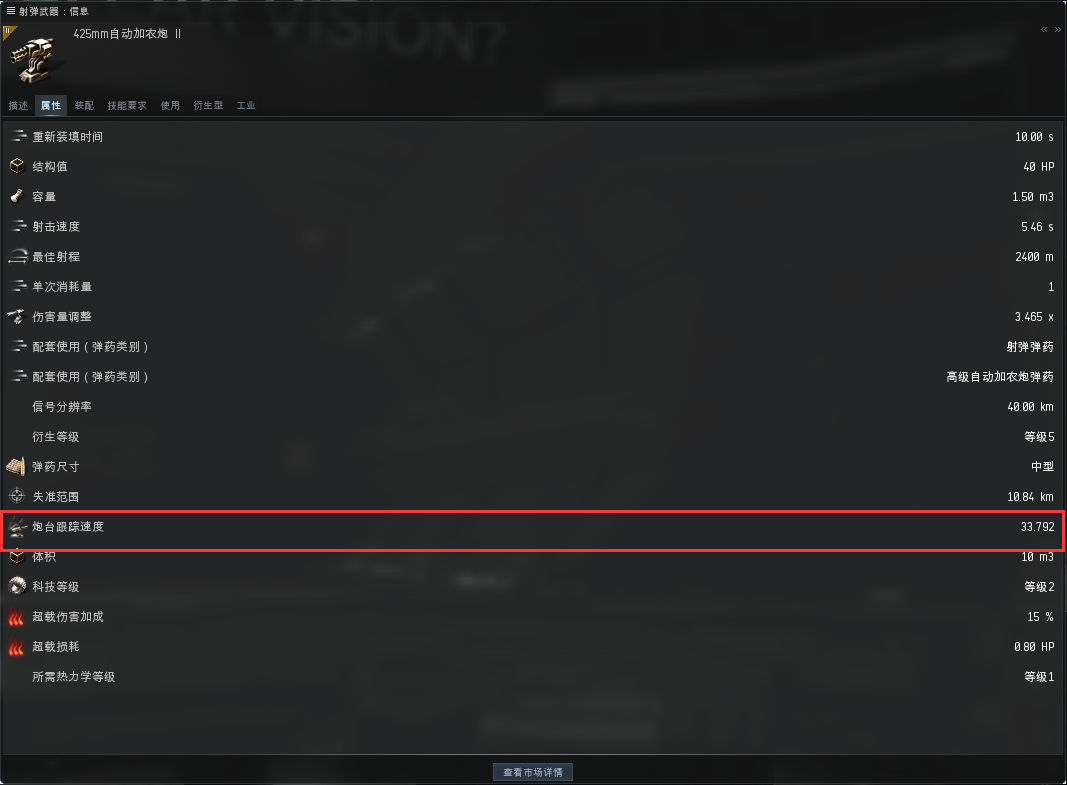 射弹武器：信息
425mm自动加农炮 II
描述 属性 装配 技能要求 使用 衍生型 工业
重新装填时间 10.00 s
结构值 40 HP
容量 1.50 m3
射击速度 5.46 s
最佳射程 2400 m
单次消耗量 1
伤害量调整 3.465 x
配套使用（弹药类别） 射弹弹药
配套使用（弹药类别） 高级自动加农炮弹药
信号分辨率 40.00 km
衍生等级 等级5
弹药尺寸 中型
失准范围 10.84 km
炮台跟踪速度 33.792
体积 10 m3
科技等级 等级2
超载伤害加成 15 %
超载损耗 0.80 HP
所需热力学等级 等级1
查看市场详情